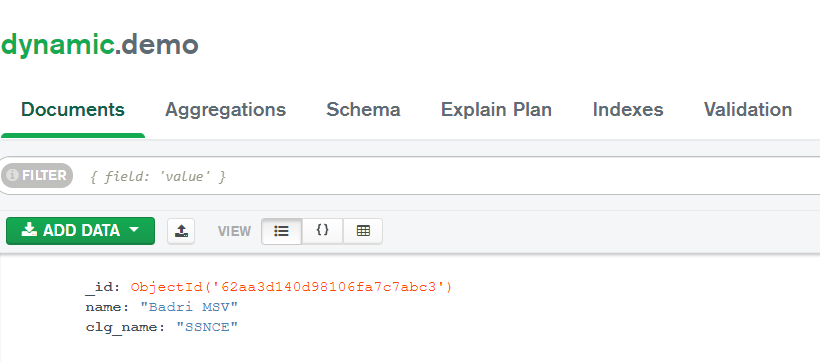 dynamic.demo
Documents Aggregations Schema Explain Plan Indexes Validation
FILTER { field: 'value' }
ADD DATA VIEW {}
_id: ObjectId('62aa3d140d98106fa7c7abc3')
name: "Badri MSV"
clg_name: "SSNCE"